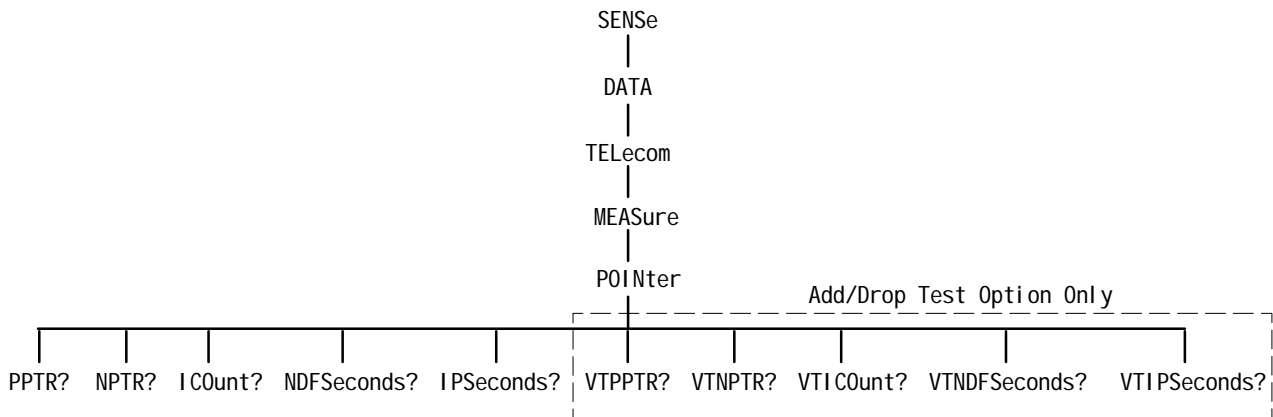 SENSe
DATA
TELecom
MEASure
POINter
Add/Drop Test Option Only
PPTR? NPTR? ICOunt? NDFSeconds? IPSeconds? VTPPTR? VTNPTR? VTICOunt? VTNDFSeconds? VTIPSeconds?